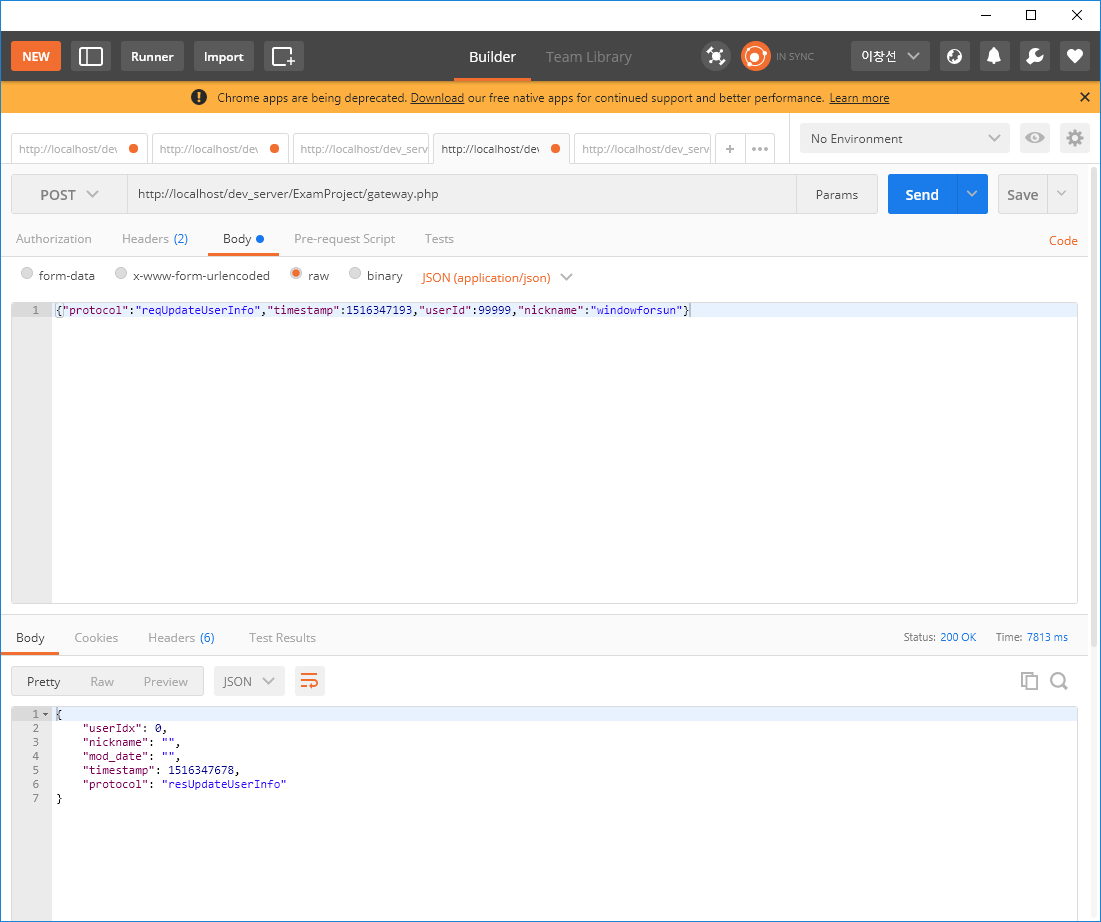 NEW Runner Import Builder Team Library IN SYNC 이창선
Chrome apps are being deprecated. Download our free native apps for continued support and better performance. Learn more
http://localhost/dev http://localhost/dev http://localhost/dev_serv http://localhost/dev http://localhost/dev_serv + ••• No Environment
POST http://localhost/dev_server/ExamProject/gateway.php Params Send Save
Authorization Headers (2) Body Pre-request Script Tests Code
form-data x-www-form-urlencoded raw binary JSON (application/json)
1 {"protocol":"reqUpdateUserInfo","timestamp":1516347193,"userId":99999,"nickname":"windowforsun"}
Body Cookies Headers (6) Test Results Status: 200 OK Time: 7813 ms
Pretty Raw Preview JSON
1 {
2 "userIdx": 0,
3 "nickname": "",
4 "mod_date": "",
5 "timestamp": 1516347678,
6 "protocol": "resUpdateUserInfo"
7 }